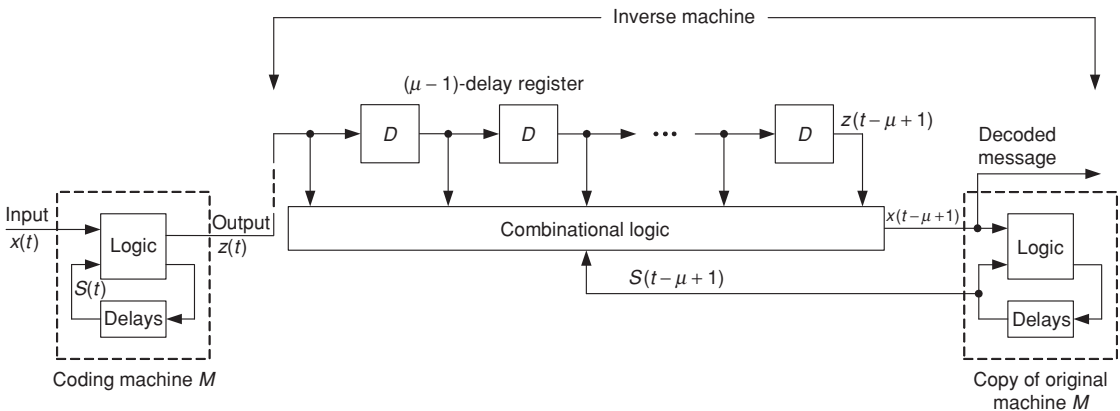 Inverse machine
(μ − 1)-delay register
D
D
•••
D
z(t−μ+1)
Decoded
message
Input
x(t)
Logic
Output
z(t)
S(t)
Delays
Combinational logic
x(t−μ+1)
S(t−μ+1)
Logic
Delays
Coding machine M
Copy of original
machine M